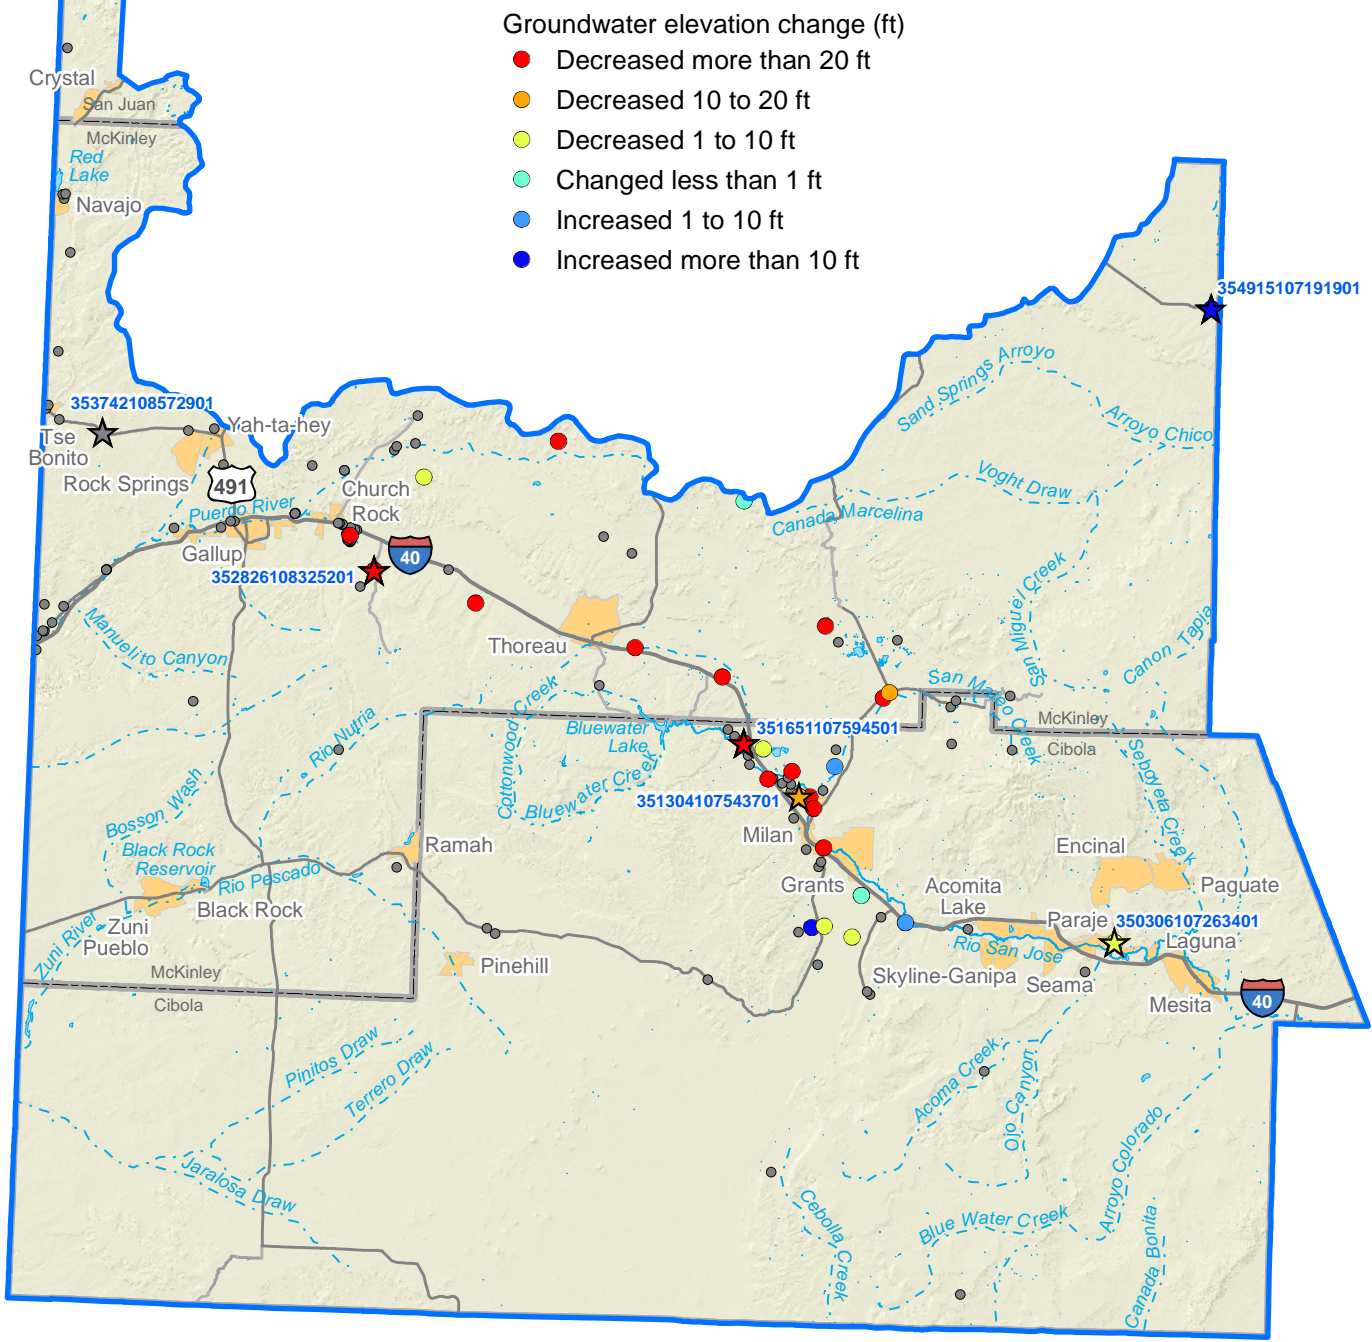 Groundwater elevation change (ft)
Decreased more than 20 ft
Decreased 10 to 20 ft
Decreased 1 to 10 ft
Changed less than 1 ft
Increased 1 to 10 ft
Increased more than 10 ft
Crystal
San Juan
McKinley
Red
Lake
Navajo
354915107191901
Sand Springs Arroyo
Arroyo Chico
353742108572901
Yah-ta-hey
Tse
Bonito
Rock Springs
491
Church
Rock
Puerco River
Voght Draw
Canada Marcelina
Gallup
40
352826108325201
San Miguel Creek
Canon Tapia
Manuelito Canyon
Thoreau
San Mateo Creek
Rio Nutria
Cottonwood Creek
Bluewater
Lake
351651107594501
McKinley
Cibola
Bluewater Creek
351304107543701
Seboyeta Creek
Bosson Wash
Milan
Ramah
Encinal
Black Rock
Reservoir
Rio Pescado
Grants
Acomita
Lake
Paguate
Black Rock
Zuni
Pueblo
Zuni River
Paraje
350306107263401
Laguna
Rio San Jose
Pinehill
McKinley
Cibola
Skyline-Ganipa
Seama
Mesita
40
Pinitos Draw
Terrero Draw
Acoma Creek
Ojo Canyon
Arroyo Colorado
Jaralosa Draw
Cebolla Creek
Blue Water Creek
Canada Bonita